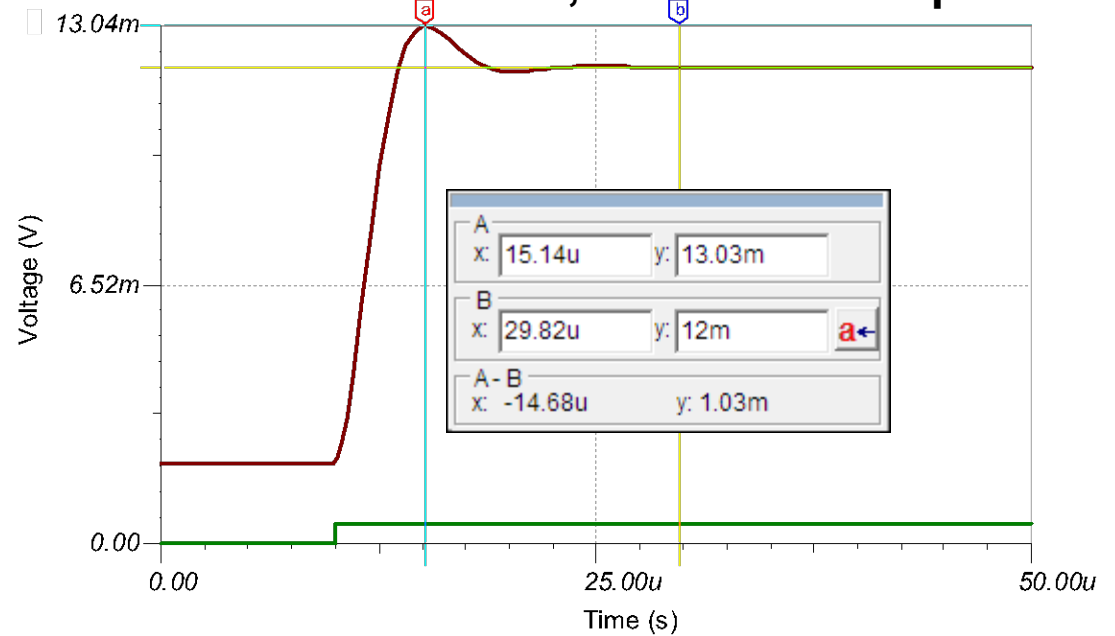 a
b
13.04m
6.52m
0.00
Voltage (V)
A
x: 15.14u y: 13.03m
B
x: 29.82u y: 12m a
A - B
x: -14.68u y: 1.03m
0.00 25.00u 50.00u
Time (s)